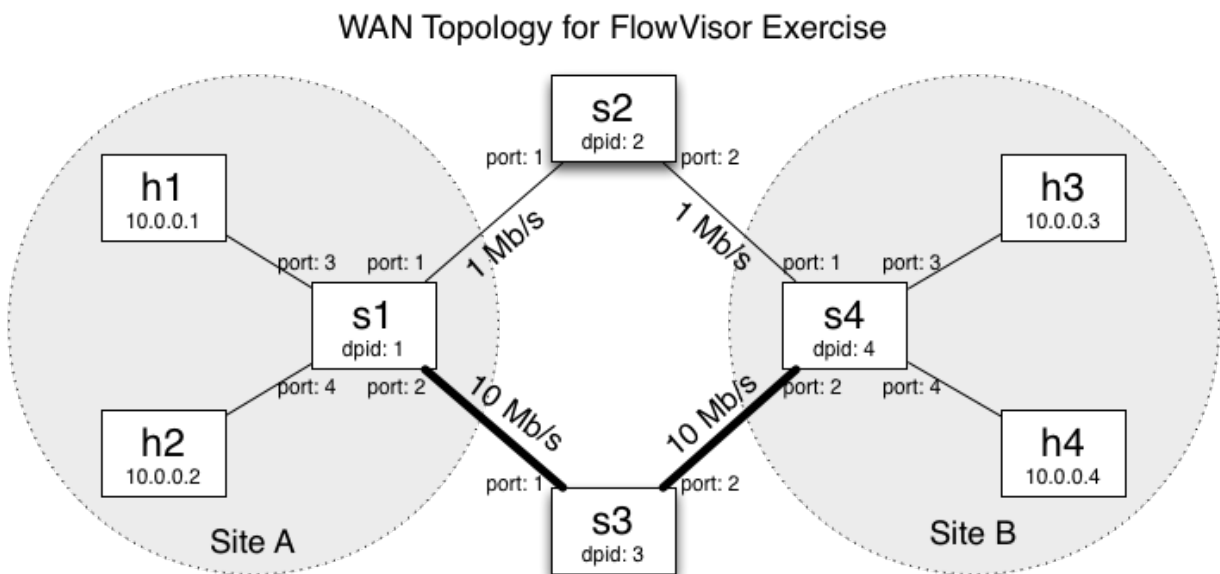 WAN Topology for FlowVisor Exercise
s2
dpid: 2
port: 1
port: 2
h1
10.0.0.1
h3
10.0.0.3
1 Mb/s
1 Mb/s
port: 3
port: 1
port: 1
port: 3
s1
dpid: 1
s4
dpid: 4
port: 4
port: 2
port: 2
port: 4
10 Mb/s
10 Mb/s
h2
10.0.0.2
h4
10.0.0.4
port: 1
port: 2
s3
dpid: 3
Site A
Site B